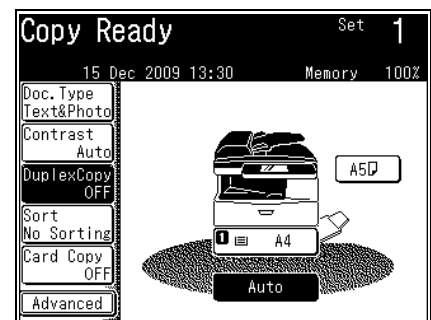 Copy Ready
Set 1
15 Dec 2009 13:30 Memory 100%
Doc.Type
Text&Photo
Contrast
Auto
DuplexCopy
OFF
A5
Sort
No Sorting
1 A4
Card Copy
OFF
Auto
Advanced